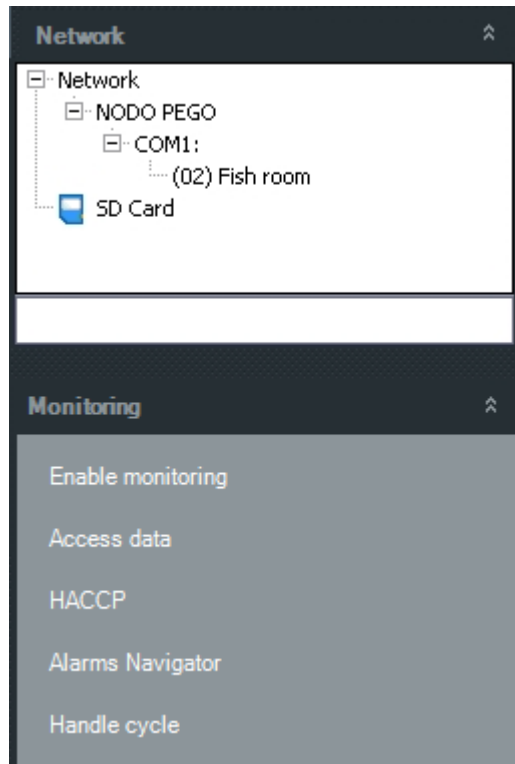 Network
Network
NODO PEGO
COM1:
(02) Fish room
SD Card
Monitoring
Enable monitoring
Access data
HACCP
Alarms Navigator
Handle cycle